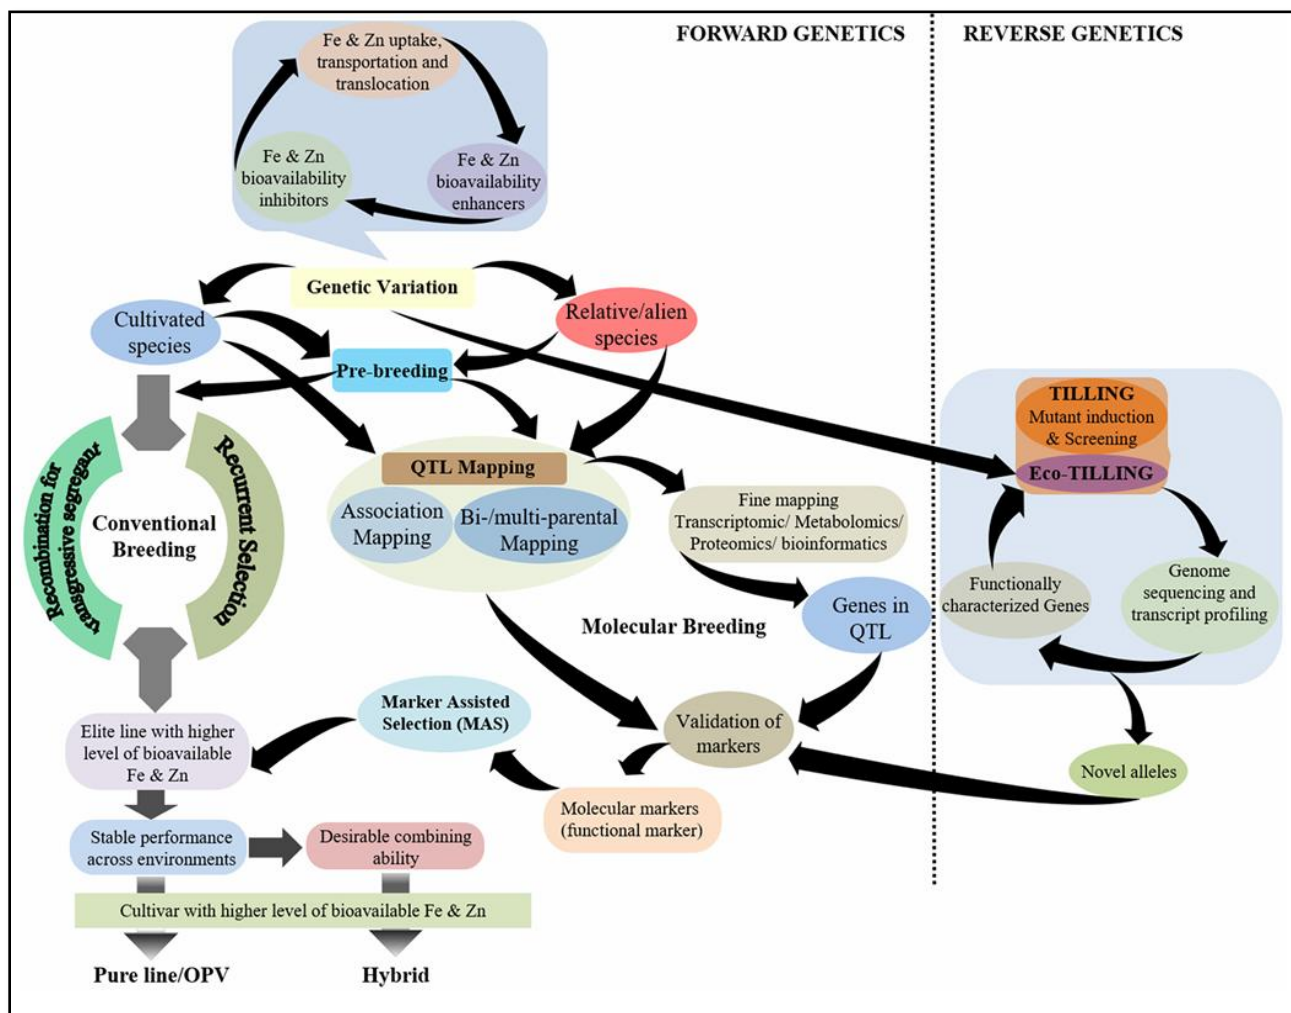 FORWARD GENETICS
REVERSE GENETICS
Fe & Zn uptake,
transportation and
translocation
Fe & Zn
bioavailability
inhibitors
Fe & Zn
bioavailability
enhancers
Genetic Variation
Cultivated
species
Relative/alien
species
Pre-breeding
TILLING
Mutant induction
& Screening
Eco-TILLING
Recombination for
transgressive segregant
Conventional
Breeding
Recurrent Selection
QTL Mapping
Association
Mapping
Bi-/multi-parental
Mapping
Fine mapping
Transcriptomic/ Metabolomics/
Proteomics/ bioinformatics
Functionally
characterized Genes
Genome
sequencing and
transcript profiling
Genes in
QTL
Molecular Breeding
Marker Assisted
Selection (MAS)
Validation of
markers
Elite line with higher
level of bioavailable
Fe & Zn
Novel alleles
Molecular markers
(functional marker)
Stable performance
across environments
Desirable combining
ability
Cultivar with higher level of bioavailable Fe & Zn
Pure line/OPV
Hybrid